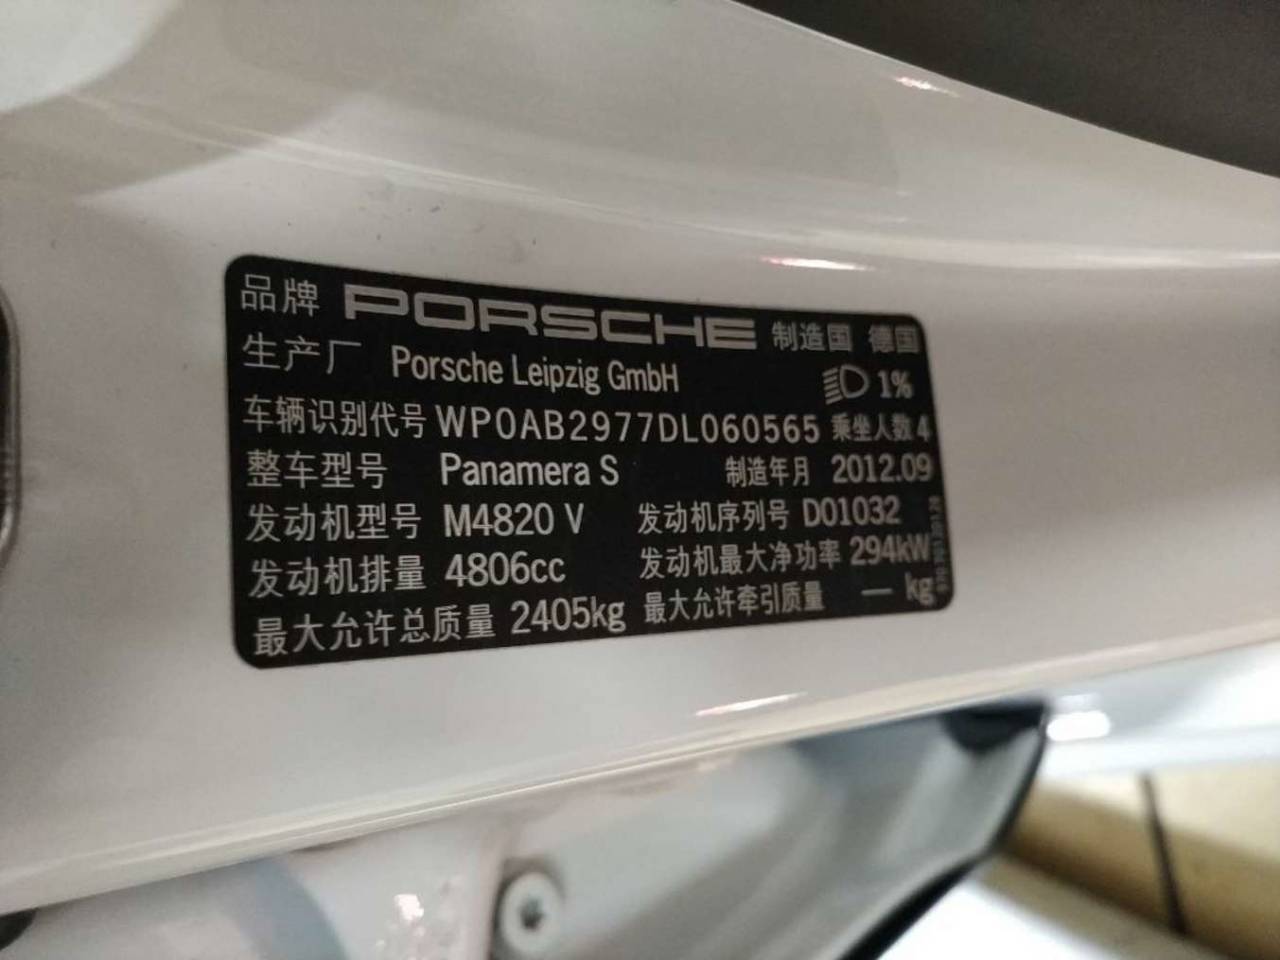 品牌 PORSCHE 制造国 德国
生产厂 Porsche Leipzig GmbH 1%
车辆识别代号 WP0AB2977DL060565 乘坐人数 4
整车型号 Panamera S 制造年月 2012.09
发动机型号 M4820 V 发动机序列号 D01032
发动机排量 4806cc 发动机最大净功率 294kW
最大允许总质量 2405kg 最大允许牵引质量 — kg